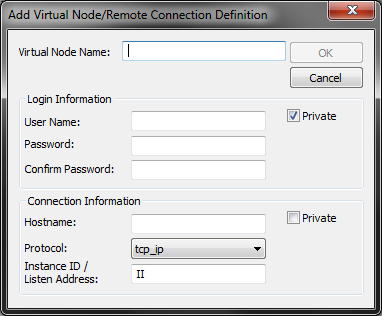 Add Virtual Node/Remote Connection Definition
Virtual Node Name:
OK
Cancel
Login Information
User Name:
Private
Password:
Confirm Password:
Connection Information
Hostname:
Private
Protocol:
tcp_ip
Instance ID /
Listen Address:
II